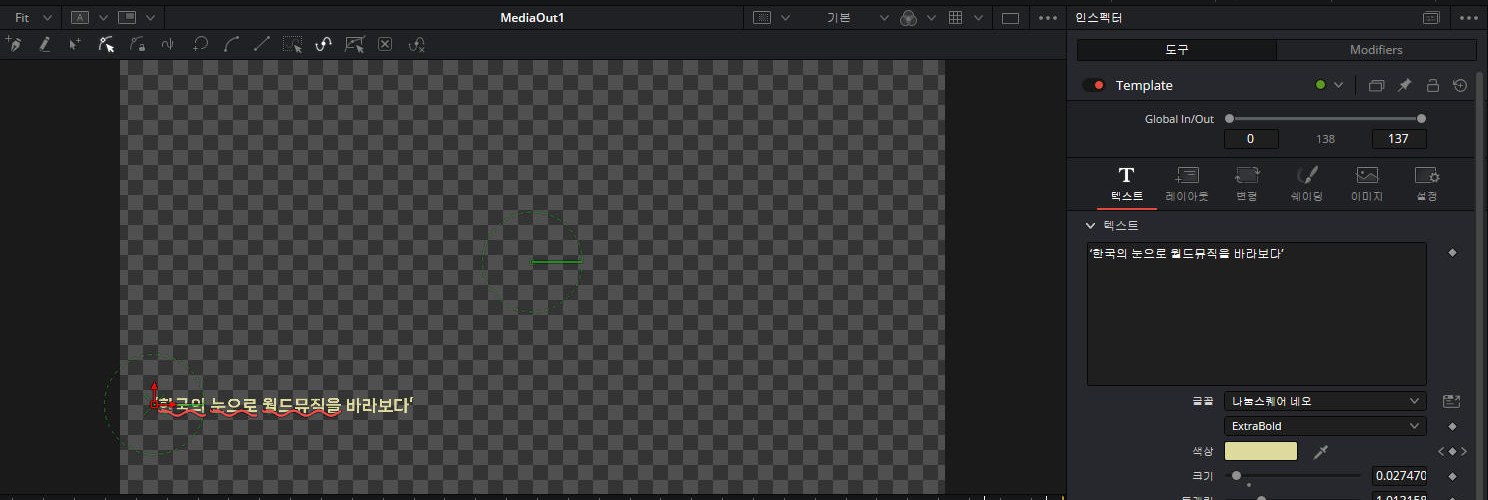 Fit
A
MediaOut1
기본
인스펙터
도구
Modifiers
Template
Global In/Out
0
138
137
T
텍스트
레이아웃
변형
쉐이딩
이미지
설정
텍스트
'한국의 눈으로 월드뮤직을 바라보다'
글꼴
나눔스퀘어 네오
ExtraBold
색상
크기
0.027470
'한국의 눈으로 월드뮤직을 바라보다'